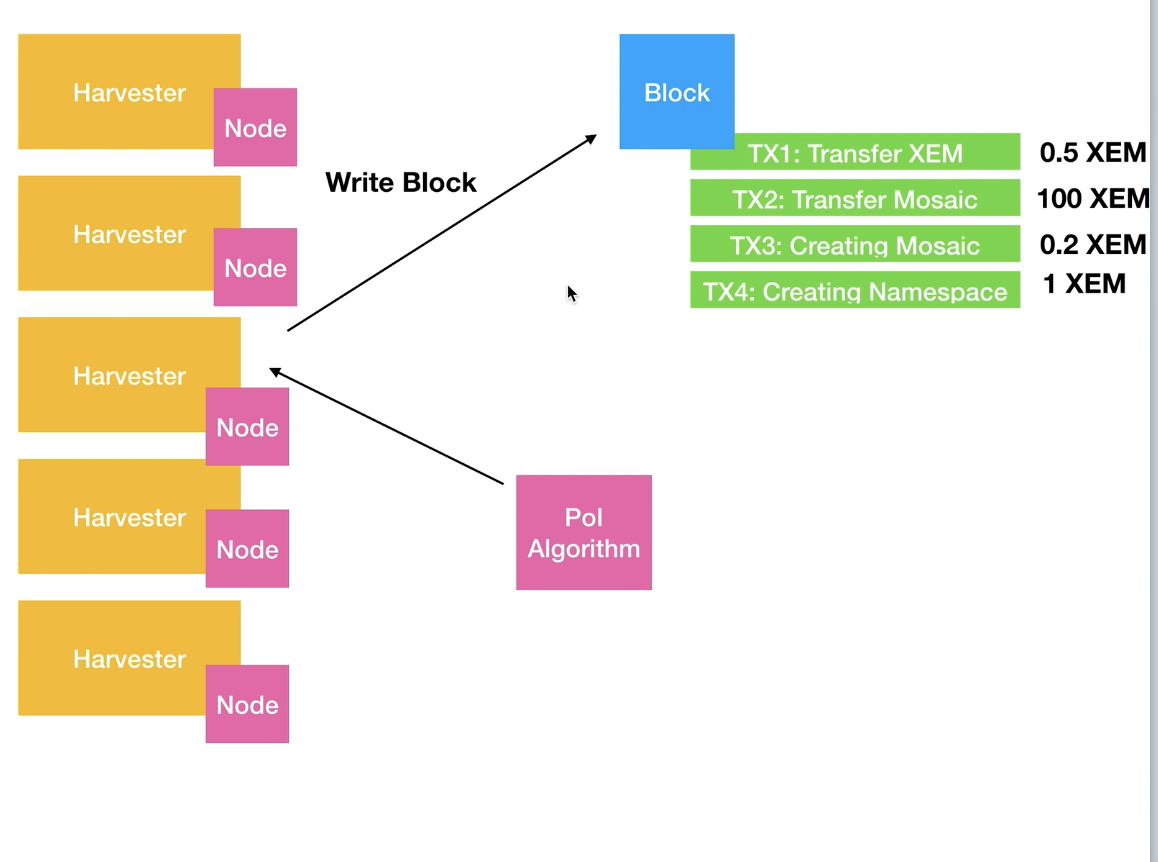 Harvester
Node
Harvester
Node
Harvester
Node
Harvester
Node
Harvester
Node
Write Block
Block
TX1: Transfer XEM 0.5 XEM
TX2: Transfer Mosaic 100 XEM
TX3: Creating Mosaic 0.2 XEM
TX4: Creating Namespace 1 XEM
PoI
Algorithm